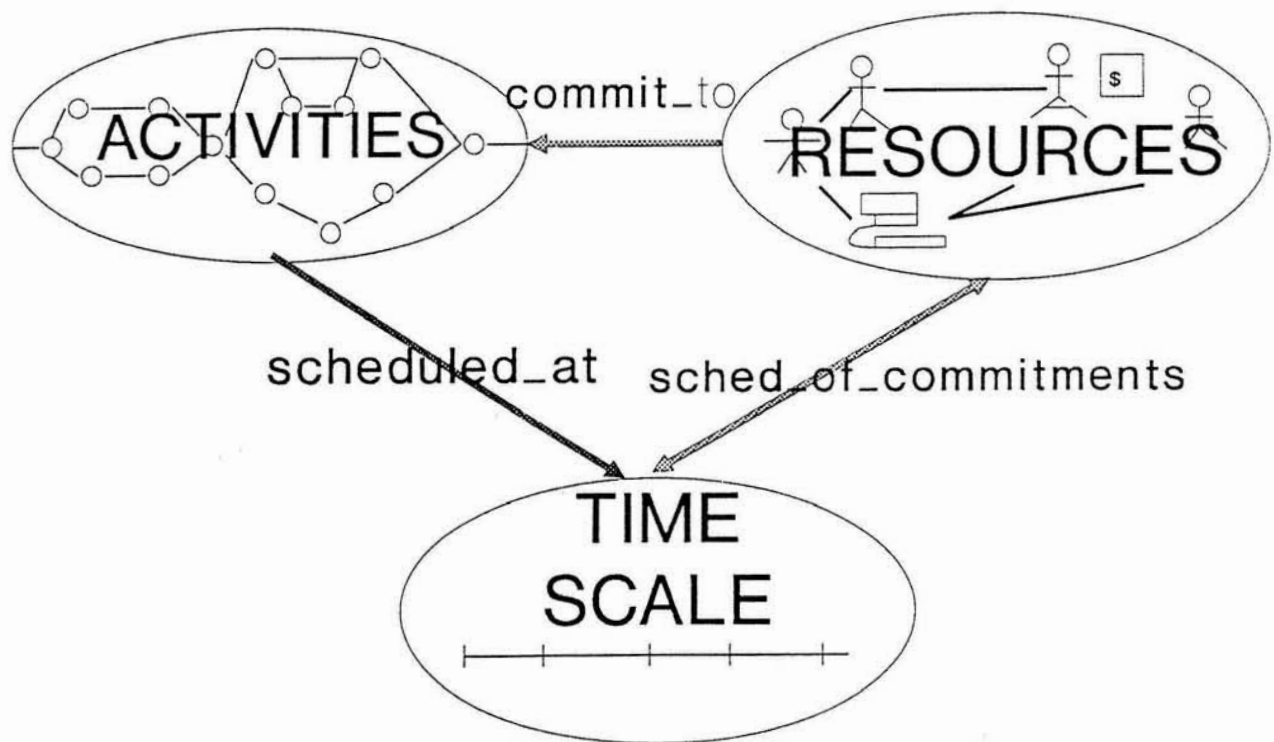 ACTIVITIES
commit_to
$
RESOURCES
scheduled_at
sched_of_commitments
TIME
SCALE